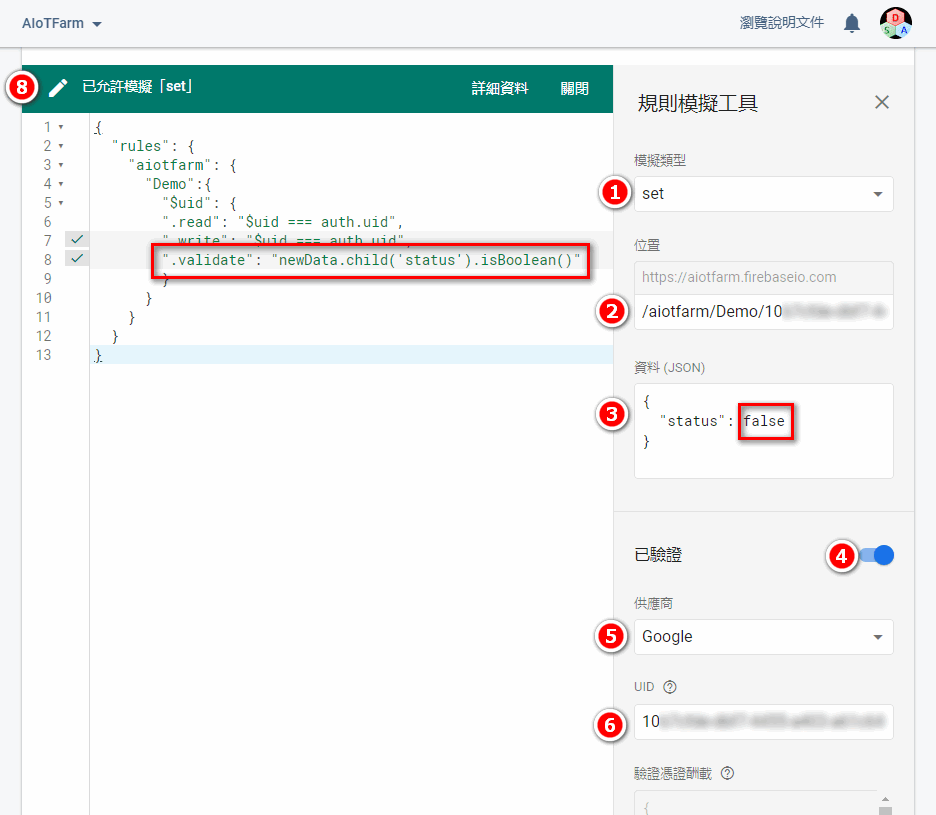 AIoTFarm
瀏覽說明文件
D
S
A
8
已允許模擬「set」
詳細資料
關閉
1 {
2 "rules": {
3 "aiotfarm": {
4 "Demo":{
5 "$uid": {
6 ".read": "$uid === auth.uid",
7 ".write": "$uid === auth.uid",
8 ".validate": "newData.child('status').isBoolean()"
9 }
10 }
11 }
12 }
13 }
規則模擬工具
模擬類型
1
set
位置
https://aiotfarm.firebaseio.com
2
/aiotfarm/Demo/10
資料 (JSON)
3
{
"status": false
}
已驗證
4
供應商
5
Google
UID
6
10
驗證憑證酬載
{